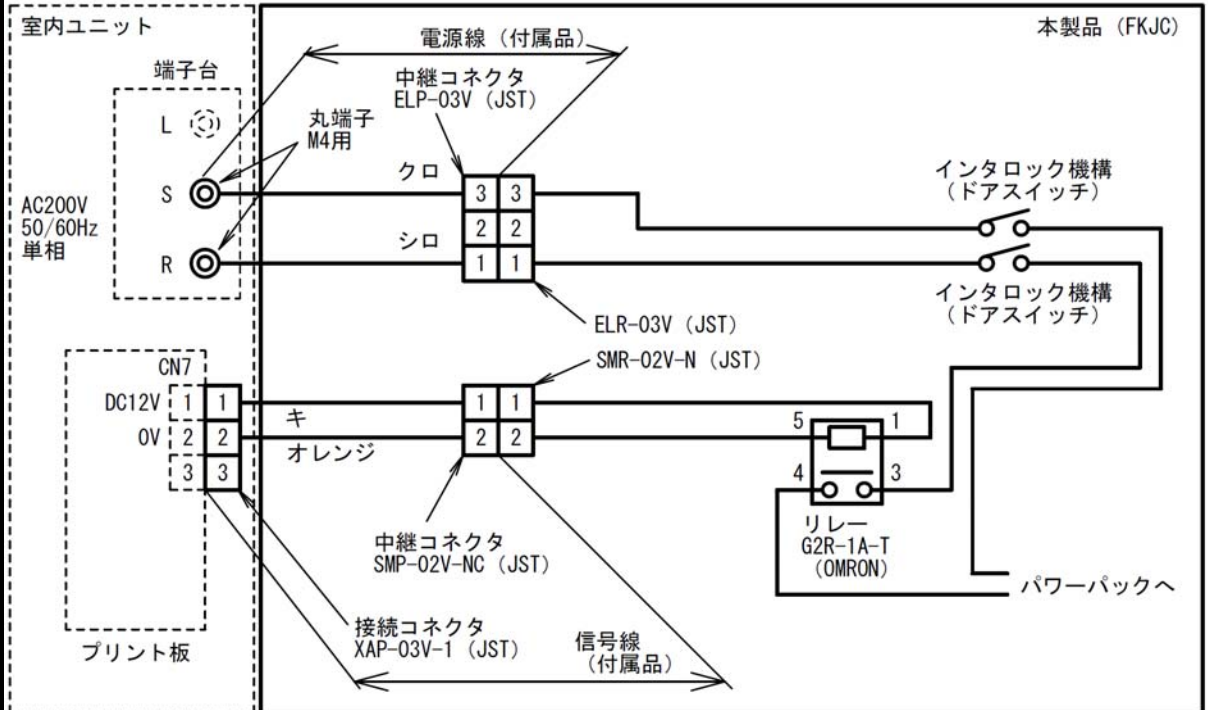 室内ユニット
本製品 (FKJC)
電源線 (付属品)
端子台
中継コネクタ
ELP-03V (JST)
L
丸端子
M4用
クロ
インタロック機構
(ドアスイッチ)
S
3 3
AC200V
50/60Hz
単相
2 2
シロ
R
1 1
インタロック機構
(ドアスイッチ)
ELR-03V (JST)
SMR-02V-N (JST)
CN7
DC12V 1 1
キ
1 1
5 1
0V 2 2
オレンジ
2 2
3 3
4 3
リレー
G2R-1A-T
(OMRON)
中継コネクタ
SMP-02V-NC (JST)
パワーパックへ
接続コネクタ
XAP-03V-1 (JST)
信号線
(付属品)
プリント板